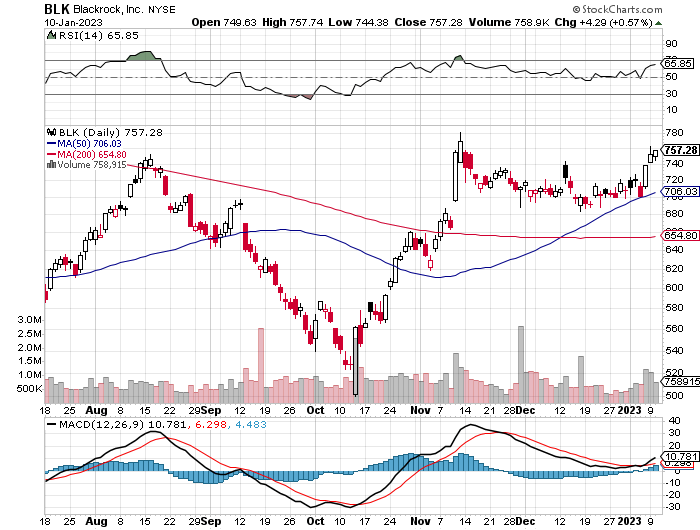 BLK Blackrock, Inc. NYSE © StockCharts.com
10-Jan-2023 Open 749.63 High 757.74 Low 744.38 Close 757.28 Volume 758.9K Chg +4.29 (+0.57%)
RSI(14) 65.85
90
70
65.85
50
30
10
BLK (Daily) 757.28
MA(50) 706.03
MA(200) 654.80
Volume 758,915
780
757.28
740
720
706.03
680
654.80
640
620
600
580
560
540
520
500
3.0M
2.5M
2.0M
1.5M
1.0M
500K
758915
18 25 Aug 8 15 22 29 Sep 12 19 26 Oct 10 17 24 Nov 7 14 21 28 Dec 12 19 27 2023 9
MACD(12,26,9) 10.781, 6.298, 4.483
40
30
20
10.781
6.298
0
-10
-20
-30
18 25 Aug 8 15 22 29 Sep 12 19 26 Oct 10 17 24 Nov 7 14 21 28 Dec 12 19 27 2023 9